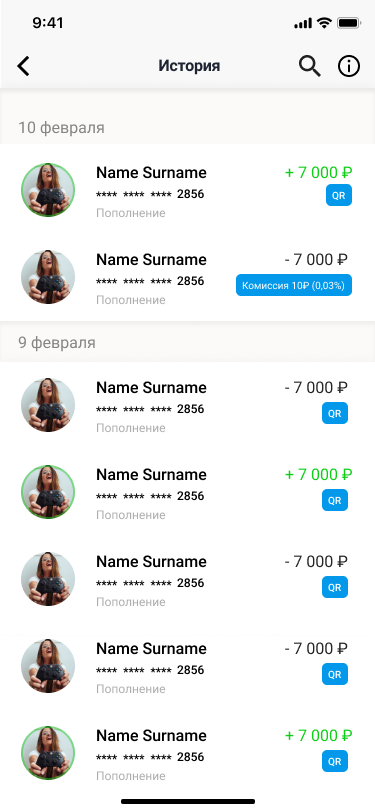 9:41
История
10 февраля
Name Surname + 7 000 ₽
**** **** **** 2856 QR
Пополнение
Name Surname - 7 000 ₽
**** **** **** 2856 Комиссия 10₽ (0,03%)
Пополнение
9 февраля
Name Surname - 7 000 ₽
**** **** **** 2856 QR
Пополнение
Name Surname + 7 000 ₽
**** **** **** 2856 QR
Пополнение
Name Surname - 7 000 ₽
**** **** **** 2856 QR
Пополнение
Name Surname - 7 000 ₽
**** **** **** 2856 QR
Пополнение
Name Surname + 7 000 ₽
**** **** **** 2856 QR
Пополнение